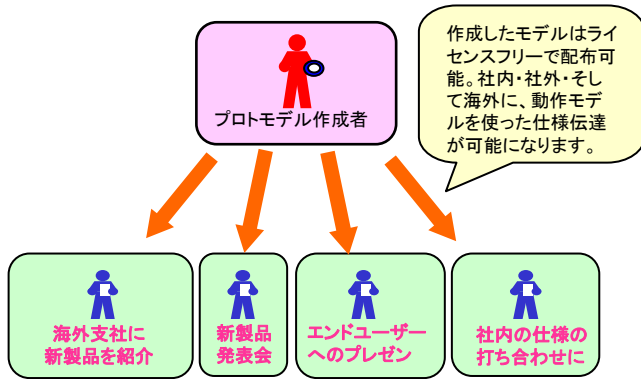 プロトモデル作成者
作成したモデルはライ
センスフリーで配布可
能。社内・社外・そし
て海外に、動作モデ
ルを使った仕様伝達
が可能になります。
海外支社に
新製品を紹介
新製品
発表会
エンドユーザー
へのプレゼン
社内の仕様の
打ち合わせに